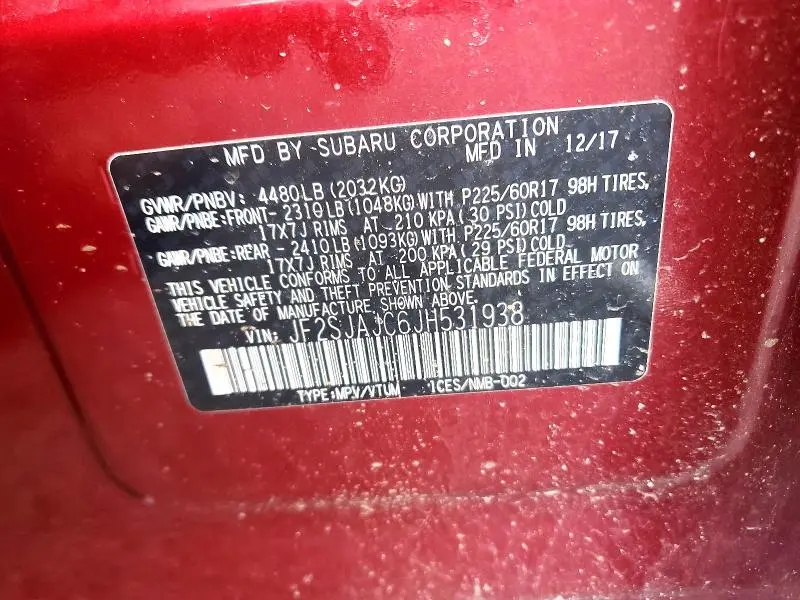 MFD BY SUBARU CORPORATION
MFD IN 12/17
GVWR/PNBV: 4480LB(2032KG)
GAWR/PNBE:FRONT-2310LB(1048KG)WITH P225/60R17 98H TIRES,
17X7J RIMS AT 210 KPA(30 PSI)COLD
GAWR/PNBE:REAR -2410LB(1093KG)WITH P225/60R17 98H TIRES,
17X7J RIMS AT 200 KPA(29 PSI)COLD
THIS VEHICLE CONFORMS TO ALL APPLICABLE FEDERAL MOTOR
VEHICLE SAFETY AND THEFT PREVENTION STANDARDS IN EFFECT ON
THE DATE OF MANUFACTURE SHOWN ABOVE.
VIN: JF2SJAJC6JH531938
TYPE:MPV/VTUM ICES/NMB-002